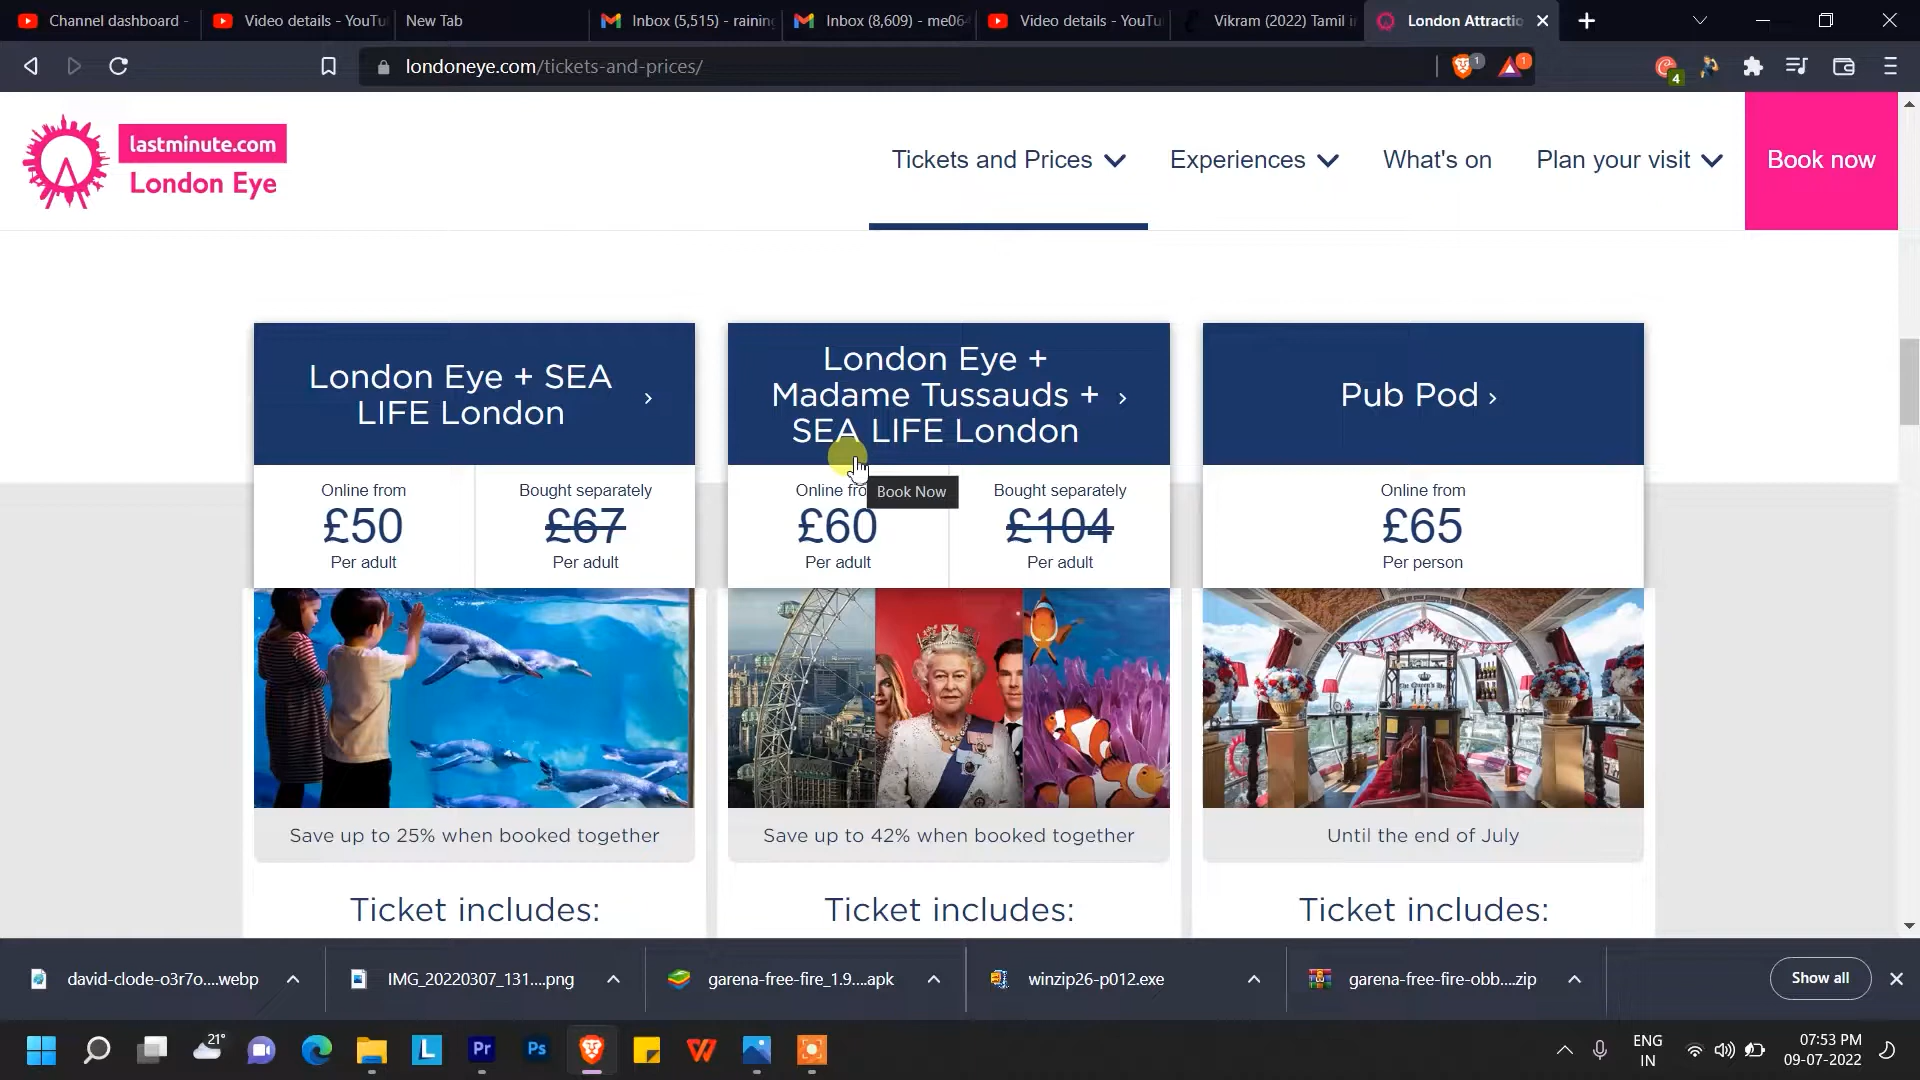 Channel dashboard -
Video details - YouTu
New Tab
Inbox (5,515) - raining
Inbox (8,609) - me064
Video details - YouTu
Vikram (2022) Tamil i
London Attractio
londoneye.com/tickets-and-prices/
1
1
4
lastminute.com
London Eye
Tickets and Prices
Experiences
What's on
Plan your visit
Book now
London Eye + SEA
LIFE London
London Eye +
Madame Tussauds +
SEA LIFE London
Pub Pod
Online from
£50
Per adult
Bought separately
£67
Per adult
Online fro
£60
Per adult
Book Now
Bought separately
£104
Per adult
Online from
£65
Per person
Save up to 25% when booked together
Save up to 42% when booked together
Until the end of July
Ticket includes:
Ticket includes:
Ticket includes:
david-clode-o3r7o....webp
IMG_20220307_131....png
garena-free-fire_1.9....apk
winzip26-p012.exe
garena-free-fire-obb....zip
Show all
21°
L
Pr
Ps
ENG
IN
07:53 PM
09-07-2022